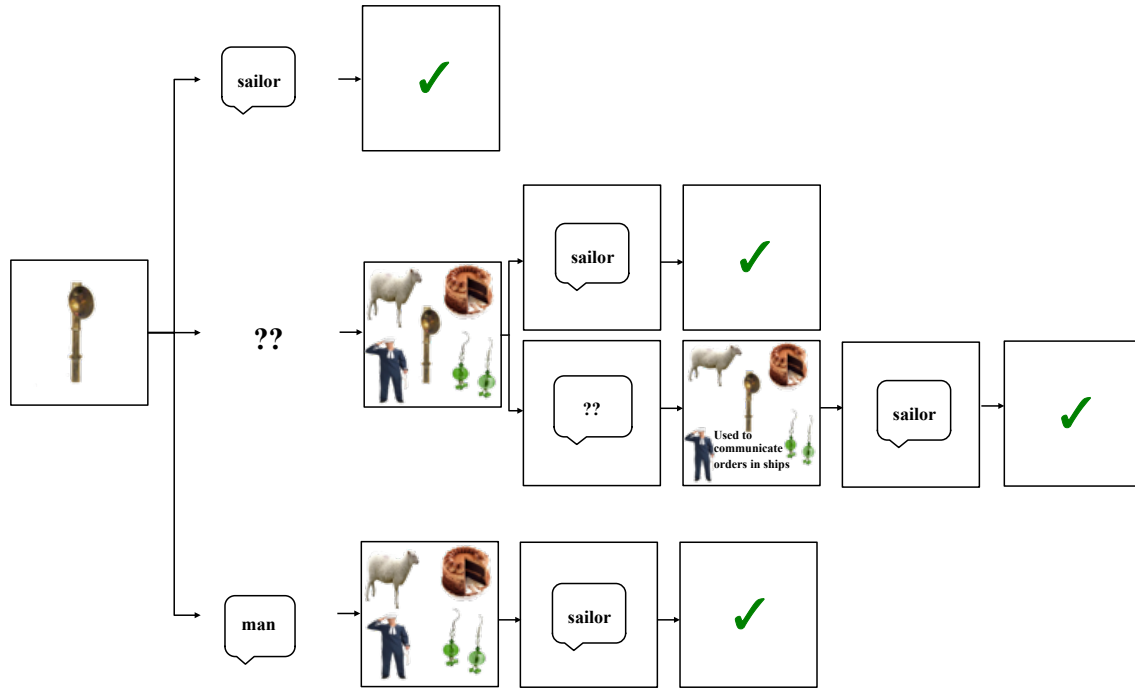 sailor
sailor
??
??
Used to
communicate
orders in ships
sailor
man
sailor